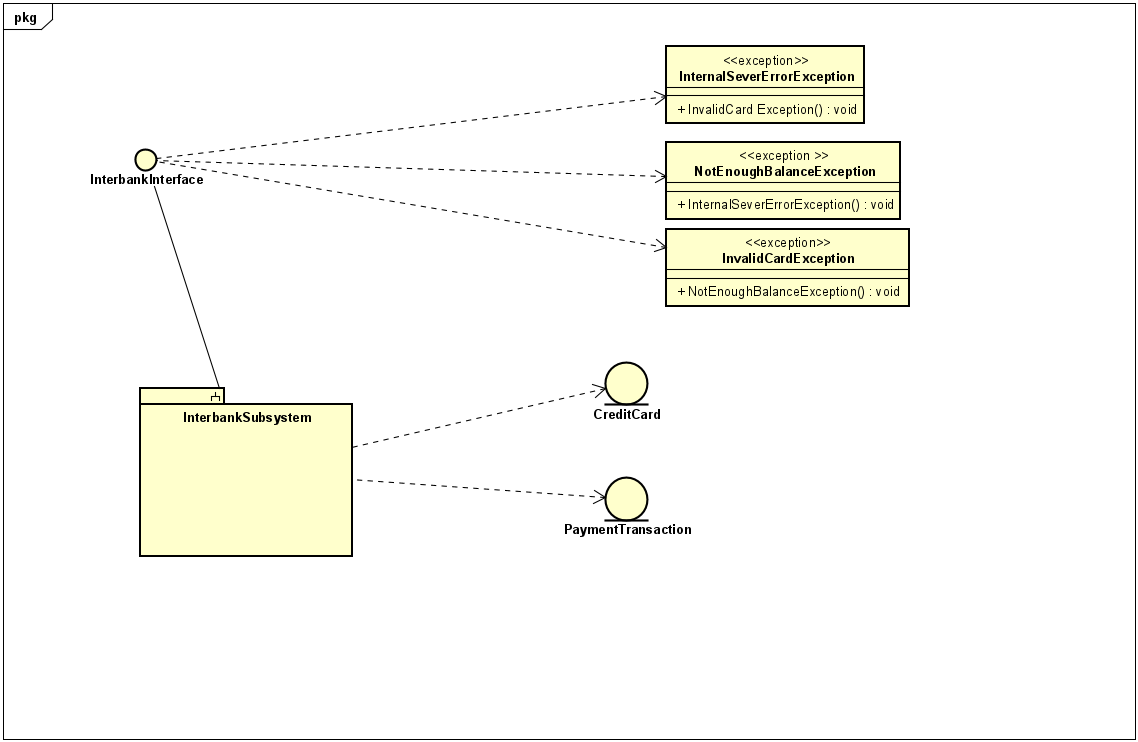 pkg
<<exception>>
InternalSeverErrorException
+ InvalidCard Exception() : void
<<exception >>
NotEnoughBalanceException
+ InternalSeverErrorException() : void
<<exception>>
InvalidCardException
+ NotEnoughBalanceException() : void
InterbankInterface
InterbankSubsystem
CreditCard
PaymentTransaction